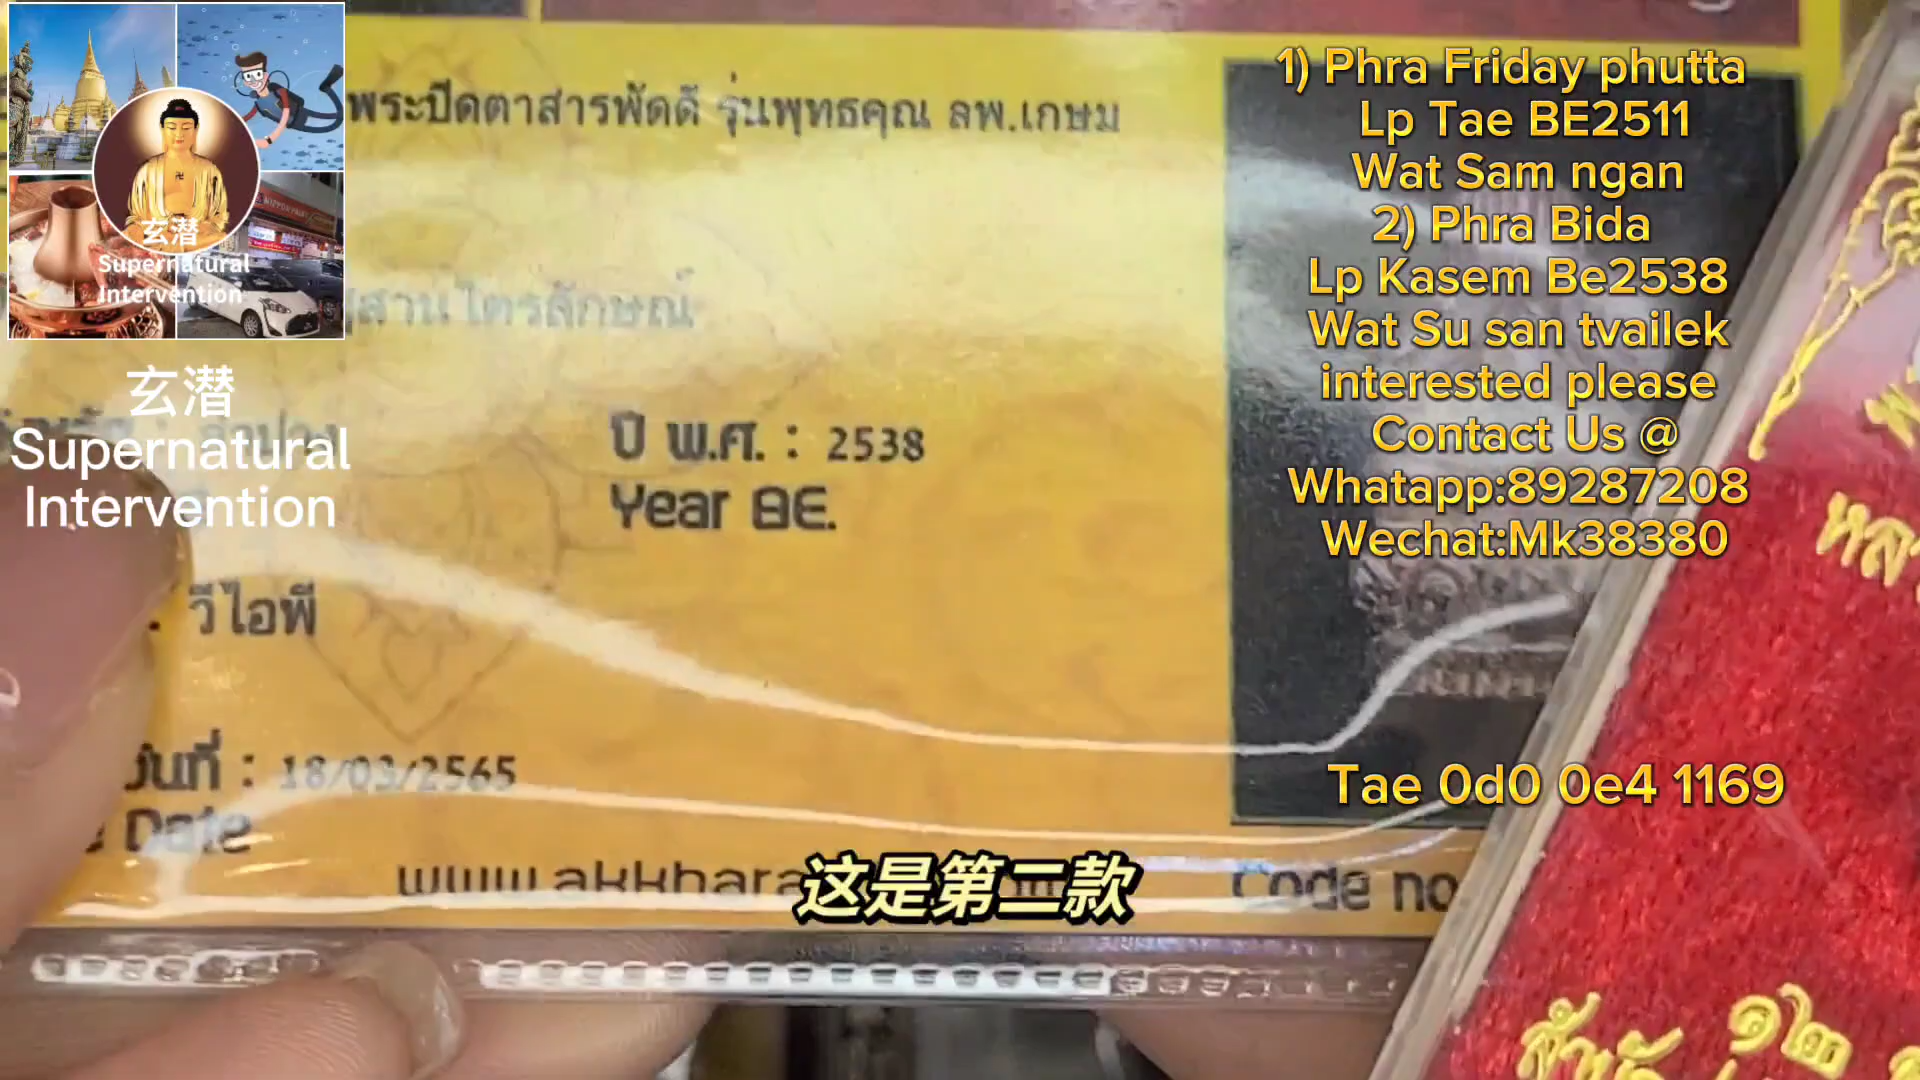 玄潜
Supernatural
Intervention
玄潜
Supernatural
Intervention
พระปิดตาสารพัดดี รุ่นพุทธคุณ ลพ.เกษม
สานไตรลักษณ์
ปี พ.ศ. : 2538
Year BE.
วีไอพี
วันที่ : 18/03/2565
Date
www.akkhara
Code no
这是第二款
1) Phra Friday phutta
Lp Tae BE2511
Wat Sam ngan
2) Phra Bida
Lp Kasem Be2538
Wat Su san tvailek
interested please
Contact Us @
Whatapp:89287208
Wechat:Mk38380
Tae 0d0 0e4 1169